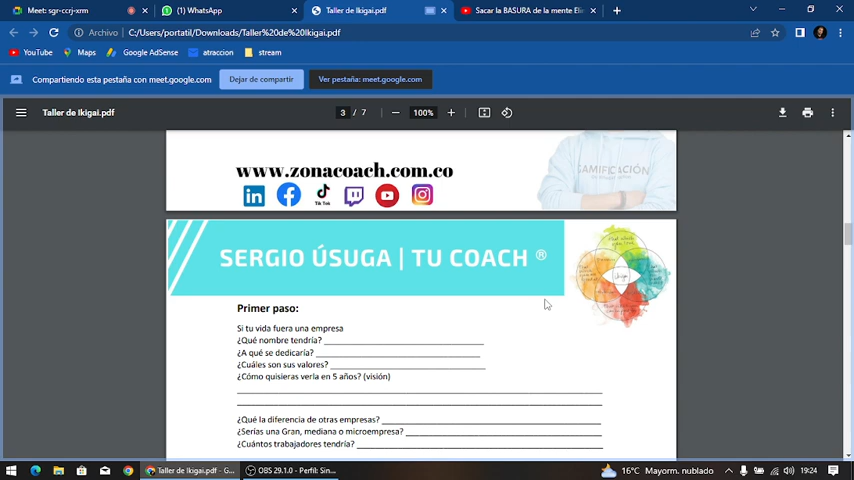 Meet: sgr-ccrj-xrm
(1) WhatsApp
Taller de Ikigai.pdf
Sacar la BASURA de la mente Elim
Archivo
C:/Users/portatil/Downloads/Taller%20de%20Ikigai.pdf
YouTube
Maps
Google AdSense
atraccion
stream
Compartiendo esta pestaña con meet.google.com
Dejar de compartir
Ver pestaña: meet.google.com
Taller de Ikigai.pdf
3 / 7
100%
GAMIFICACIÓN
www.zonacoach.com.co
Tik Tok
SERGIO ÚSUGA | TU COACH ®
Primer paso:
Si tu vida fuera una empresa
¿Qué nombre tendría?
¿A qué se dedicaría?
¿Cuáles son sus valores?
¿Cómo quisieras verla en 5 años? (visión)
¿Qué la diferencia de otras empresas?
¿Serías una Gran, mediana o microempresa?
¿Cuántos trabajadores tendría?
Taller de Ikigai.pdf - G...
OBS 29.1.0 - Perfil: Sin...
16°C Mayorm. nublado
19:24